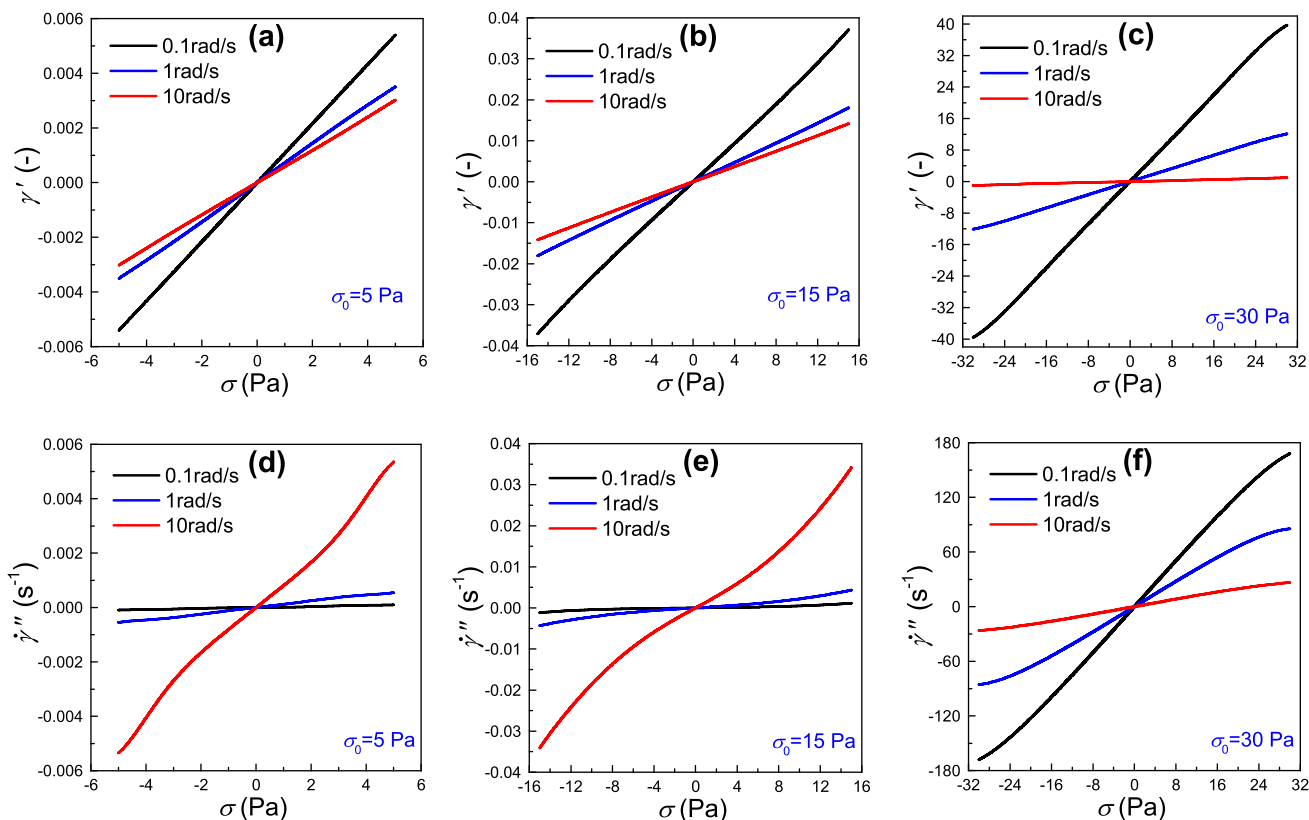 (a)
0.1rad/s
1rad/s
10rad/s
0.006
0.004
0.002
0.000
-0.002
-0.004
-0.006
γ′ (-)
σ₀=5 Pa
-6 -4 -2 0 2 4 6
σ (Pa)
(b)
0.1rad/s
1rad/s
10rad/s
0.04
0.03
0.02
0.01
0.00
-0.01
-0.02
-0.03
-0.04
γ′ (-)
σ₀=15 Pa
-16 -12 -8 -4 0 4 8 12 16
σ (Pa)
(c)
0.1rad/s
1rad/s
10rad/s
40
32
24
16
8
0
-8
-16
-24
-32
-40
γ′ (-)
σ₀=30 Pa
-32 -24 -16 -8 0 8 16 24 32
σ (Pa)
(d)
0.1rad/s
1rad/s
10rad/s
0.006
0.004
0.002
0.000
-0.002
-0.004
-0.006
γ̇″ (s⁻¹)
σ₀=5 Pa
-6 -4 -2 0 2 4 6
σ (Pa)
(e)
0.1rad/s
1rad/s
10rad/s
0.04
0.03
0.02
0.01
0.00
-0.01
-0.02
-0.03
-0.04
γ̇″ (s⁻¹)
σ₀=15 Pa
-16 -12 -8 -4 0 4 8 12 16
σ (Pa)
(f)
0.1rad/s
1rad/s
10rad/s
180
120
60
0
-60
-120
-180
γ̇″ (s⁻¹)
σ₀=30 Pa
-32 -24 -16 -8 0 8 16 24 32
σ (Pa)